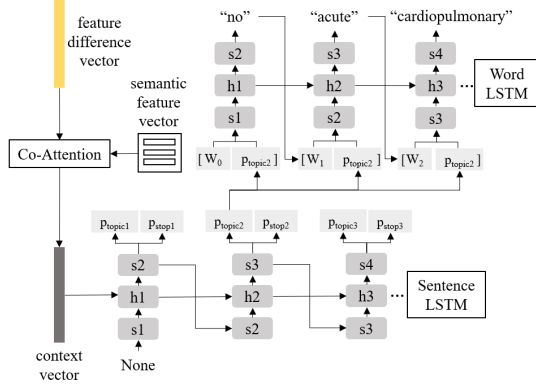 feature
difference
vector
semantic
feature
vector
Co-Attention
context
vector
"no" "acute" "cardiopulmonary"
s2 s3 s4
h1 h2 h3 ... Word LSTM
s1 s2 s3
[ W0 ptopic2 ] [ W1 ptopic2 ] [ W2 ptopic2 ]
ptopic1 pstop1 ptopic2 pstop2 ptopic3 pstop3
s2 s3 s4
h1 h2 h3 ... Sentence LSTM
s1 s2 s3
None